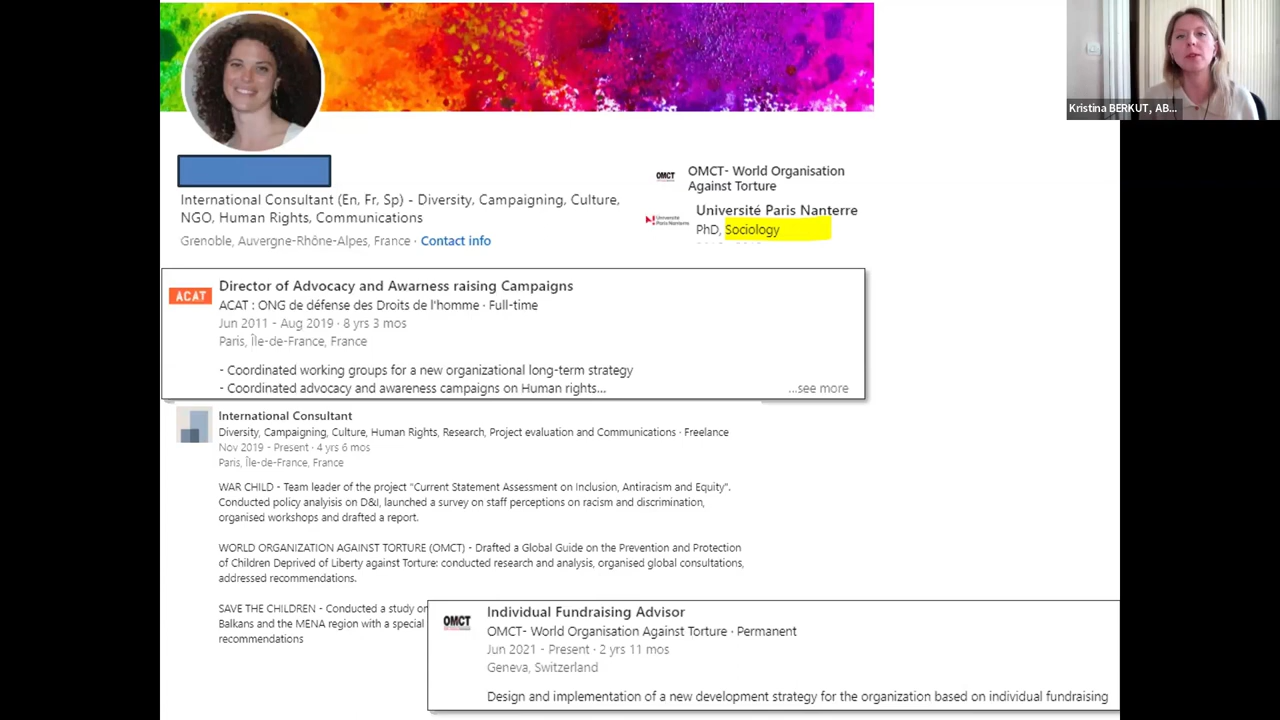 Kristina BERKUT, AB...
OMCT
OMCT- World Organisation
Against Torture
Université
Paris Nanterre
Université Paris Nanterre
PhD, Sociology
International Consultant (En, Fr, Sp) - Diversity, Campaigning, Culture,
NGO, Human Rights, Communications
Grenoble, Auvergne-Rhône-Alpes, France · Contact info
ACAT
Director of Advocacy and Awarness raising Campaigns
ACAT : ONG de défense des Droits de l'homme · Full-time
Jun 2011 - Aug 2019 · 8 yrs 3 mos
Paris, Île-de-France, France
- Coordinated working groups for a new organizational long-term strategy
- Coordinated advocacy and awareness campaigns on Human rights...
...see more
International Consultant
Diversity, Campaigning, Culture, Human Rights, Research, Project evaluation and Communications · Freelance
Nov 2019 - Present · 4 yrs 6 mos
Paris, Île-de-France, France
WAR CHILD - Team leader of the project "Current Statement Assessment on Inclusion, Antiracism and Equity".
Conducted policy analyisis on D&I, launched a survey on staff perceptions on racism and discrimination,
organised workshops and drafted a report.
WORLD ORGANIZATION AGAINST TORTURE (OMCT) - Drafted a Global Guide on the Prevention and Protection
of Children Deprived of Liberty against Torture: conducted research and analysis, organised global consultations,
addressed recommendations.
SAVE THE CHILDREN - Conducted a study on
Balkans and the MENA region with a special
recommendations
OMCT
Individual Fundraising Advisor
OMCT- World Organisation Against Torture · Permanent
Jun 2021 - Present · 2 yrs 11 mos
Geneva, Switzerland
Design and implementation of a new development strategy for the organization based on individual fundraising